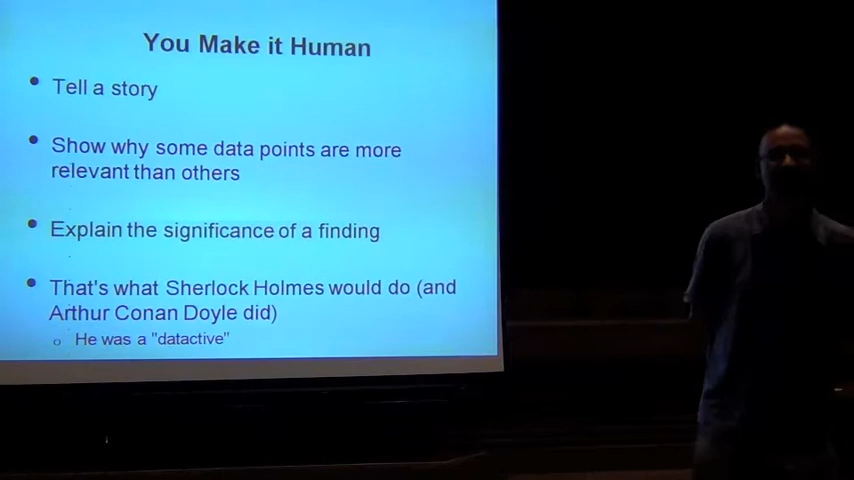 You Make it Human
• Tell a story
• Show why some data points are more
relevant than others
• Explain the significance of a finding
• That's what Sherlock Holmes would do (and
Arthur Conan Doyle did)
o He was a "datactive"